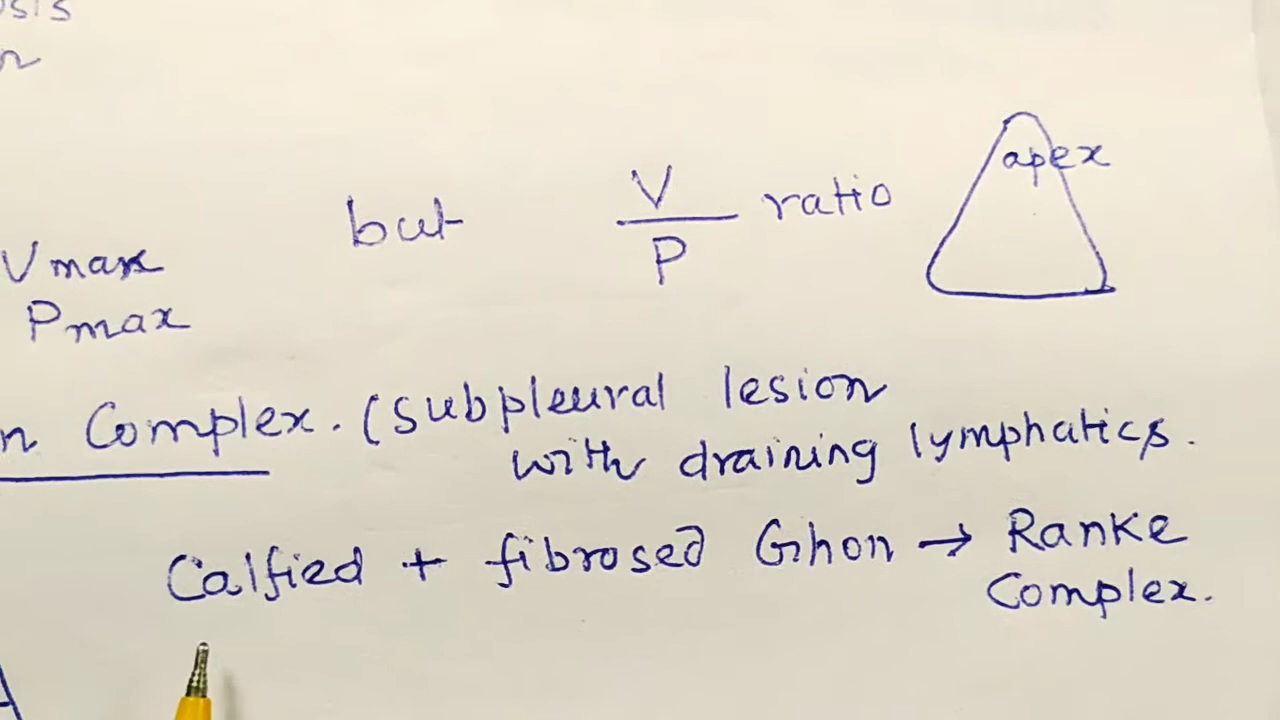 but V ratio apex
P
Vmax
Pmax
Complex. (subpleural lesion
with draining lymphatics.
Calfied + fibrosed Ghon → Ranke
Complex.